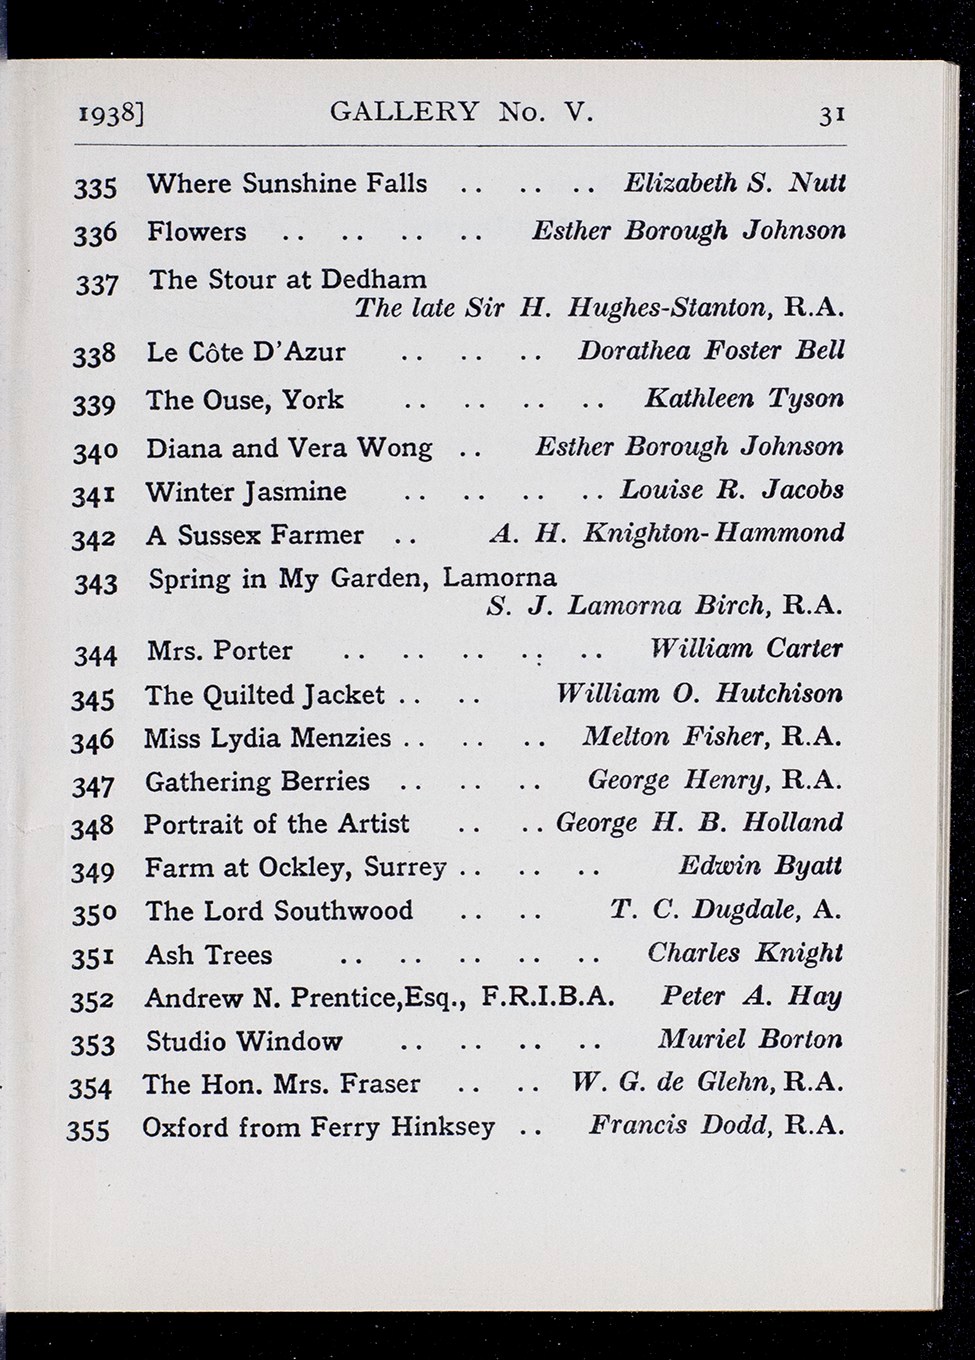 1938] GALLERY No. V. 31
335 Where Sunshine Falls .. .. .. Elizabeth S. Nutt
336 Flowers .. .. .. .. Esther Borough Johnson
337 The Stour at Dedham
The late Sir H. Hughes-Stanton, R.A.
338 Le Côte D'Azur .. .. .. Dorathea Foster Bell
339 The Ouse, York .. .. .. .. Kathleen Tyson
340 Diana and Vera Wong .. Esther Borough Johnson
341 Winter Jasmine .. .. .. .. Louise R. Jacobs
342 A Sussex Farmer .. A. H. Knighton-Hammond
343 Spring in My Garden, Lamorna
S. J. Lamorna Birch, R.A.
344 Mrs. Porter .. .. .. .. .. William Carter
345 The Quilted Jacket .. .. William O. Hutchison
346 Miss Lydia Menzies .. .. .. Melton Fisher, R.A.
347 Gathering Berries .. .. .. George Henry, R.A.
348 Portrait of the Artist .. .. George H. B. Holland
349 Farm at Ockley, Surrey .. .. .. Edwin Byatt
350 The Lord Southwood .. .. T. C. Dugdale, A.
351 Ash Trees .. .. .. .. .. Charles Knight
352 Andrew N. Prentice,Esq., F.R.I.B.A. Peter A. Hay
353 Studio Window .. .. .. .. Muriel Borton
354 The Hon. Mrs. Fraser .. .. W. G. de Glehn, R.A.
355 Oxford from Ferry Hinksey .. Francis Dodd, R.A.